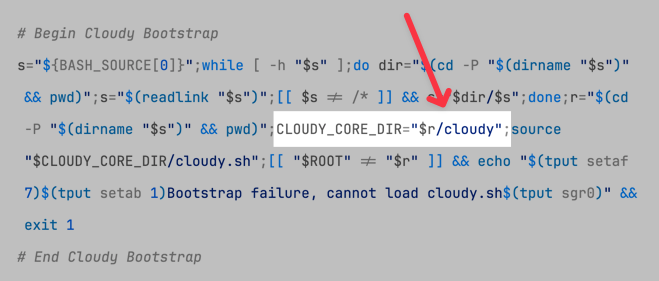 # Begin Cloudy Bootstrap
s="${BASH_SOURCE[0]}";while [ -h "$s" ];do dir="$(cd -P "$(dirname "$s")"
&& pwd)";s="$(readlink "$s")";[[ $s != /* ]] && $dir/$s";done;r="$(cd
-P "$(dirname "$s")" && pwd)";CLOUDY_CORE_DIR="$r/cloudy";source
"$CLOUDY_CORE_DIR/cloudy.sh";[[ "$ROOT" != "$r" ]] && echo "$(tput setaf
7)$(tput setab 1)Bootstrap failure, cannot load cloudy.sh$(tput sgr0)" &&
exit 1
# End Cloudy Bootstrap